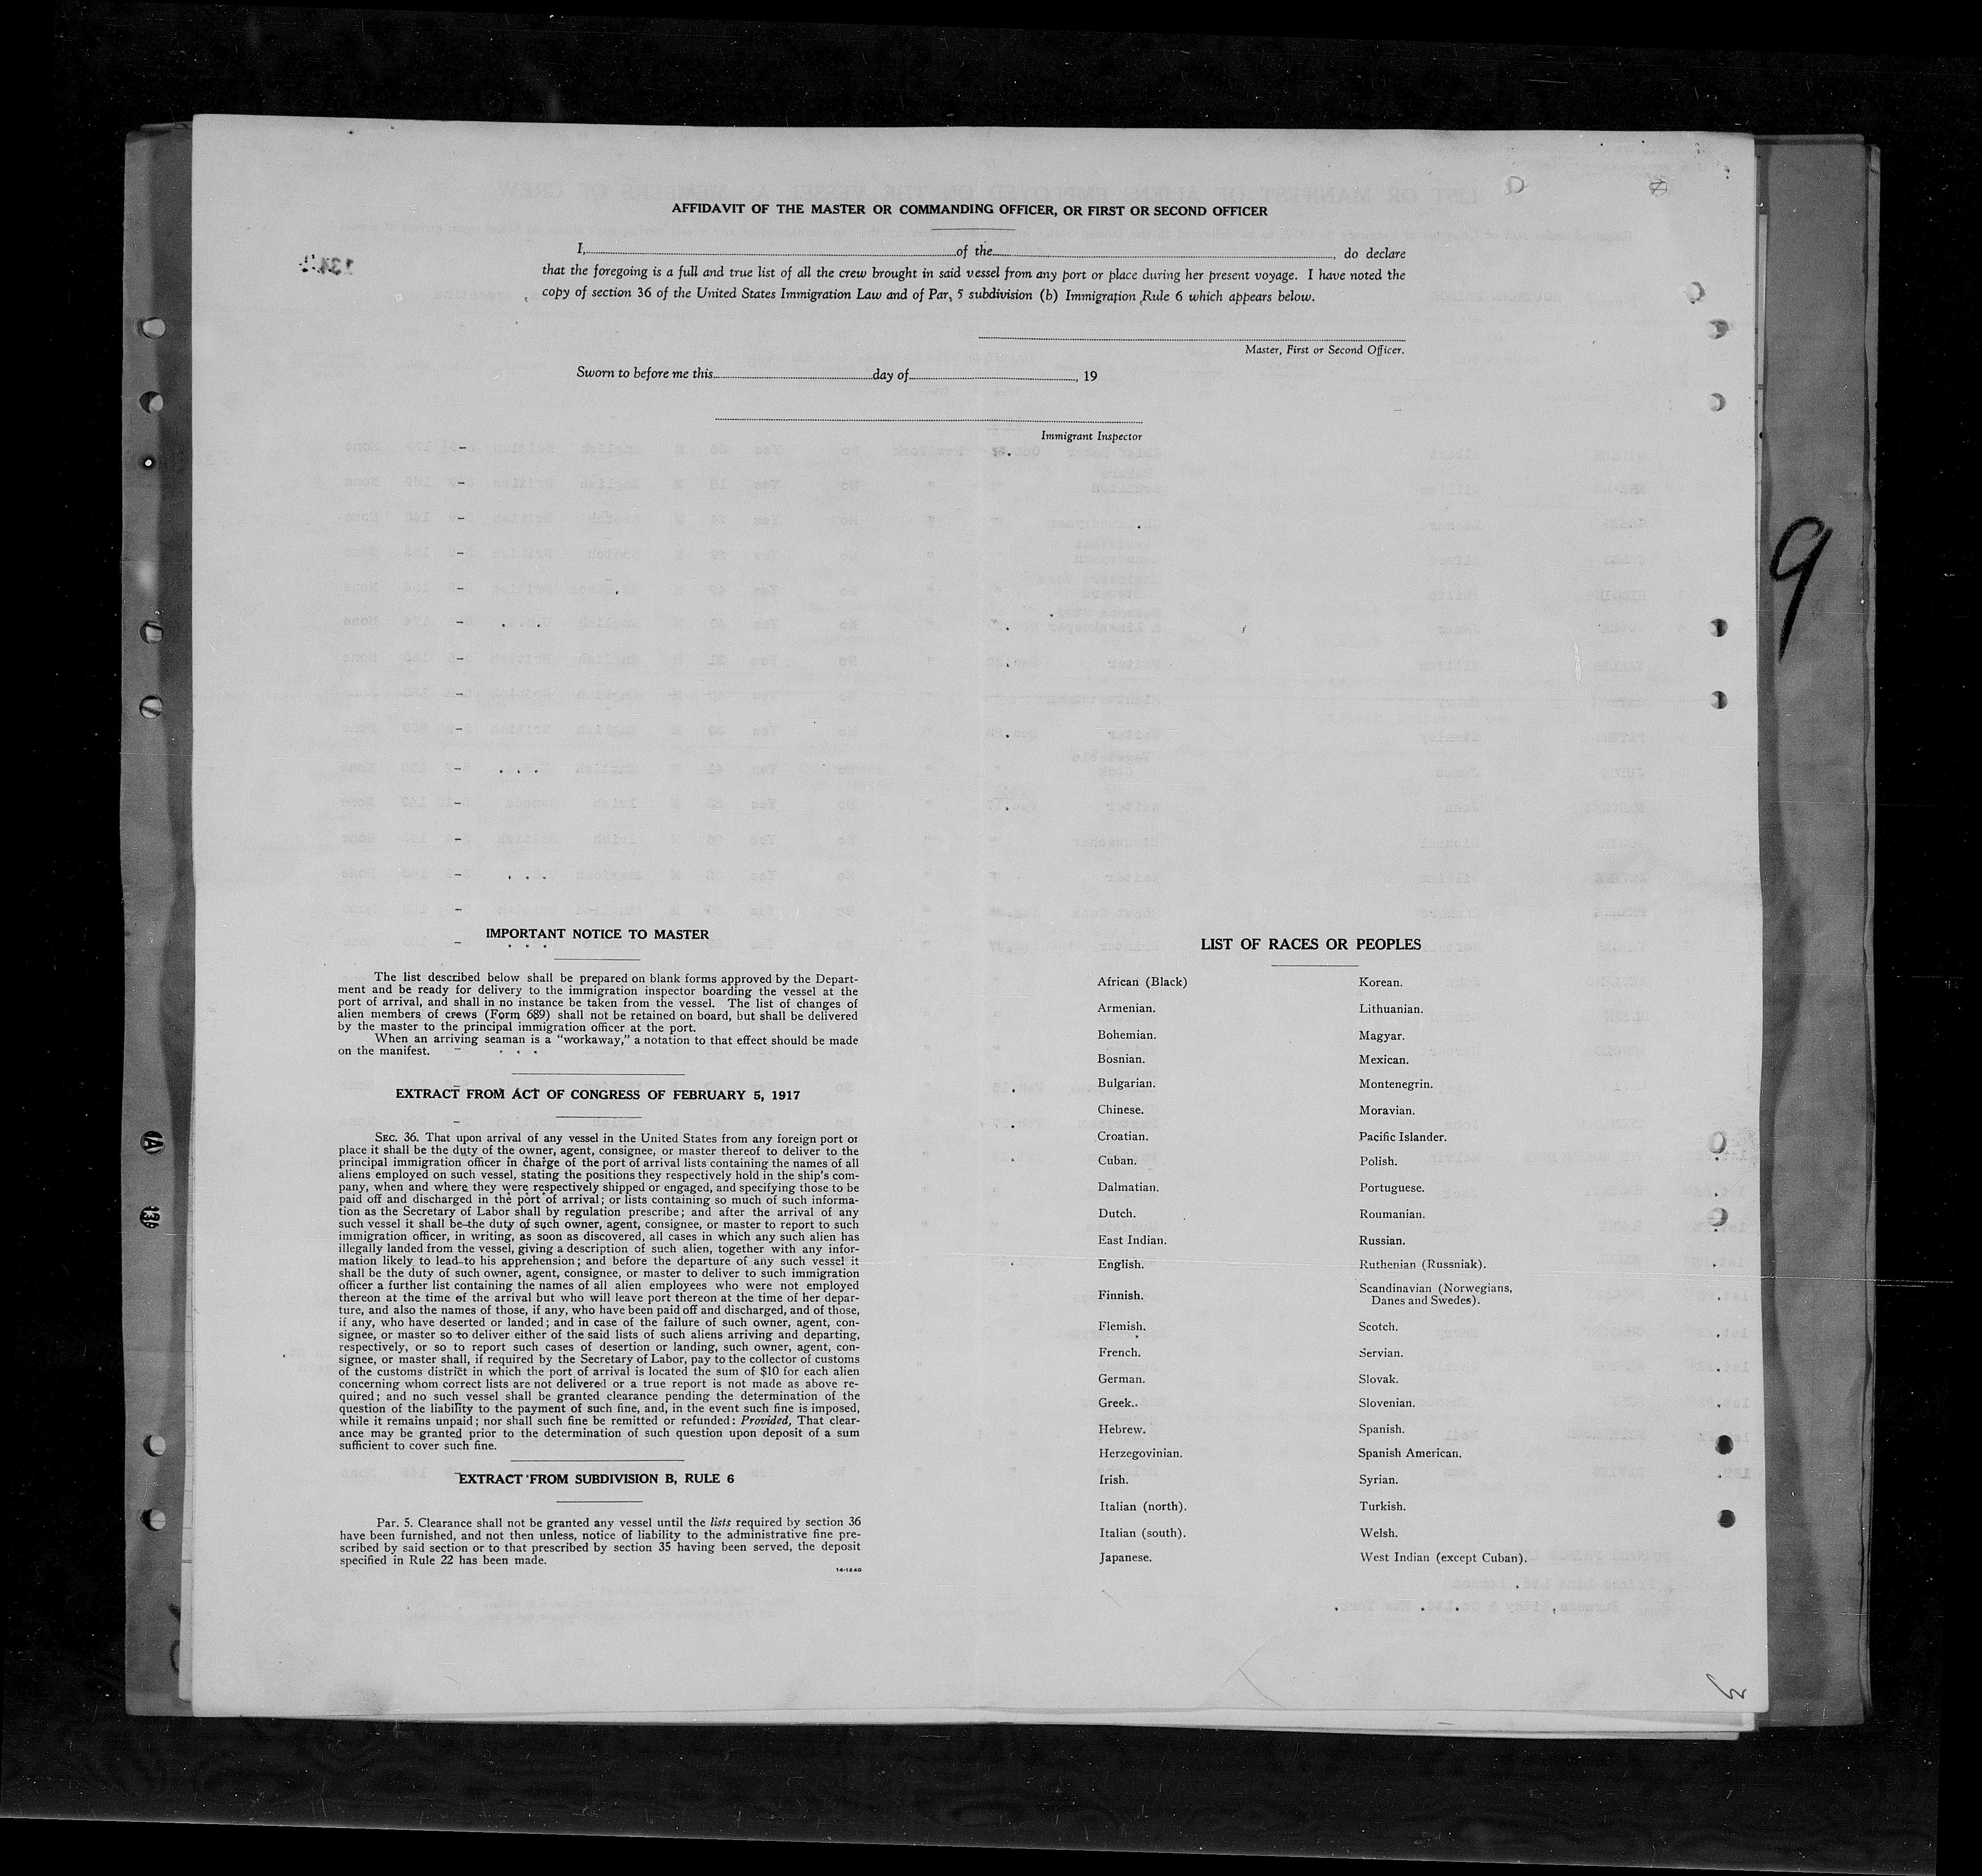 AFFIDAVIT OF THE MASTER OR COMMANDING OFFICER, OR FIRST OR SECOND OFFICER
I, of the , do declare
that the foregoing is a full and true list of all the crew brought in said vessel from any port or place during her present voyage. I have noted the
copy of section 36 of the United States Immigration Law and of Par, 5 subdivision (b) Immigration Rule 6 which appears below.
Master, First or Second Officer.
Sworn to before me this day of , 19
Immigrant Inspector
9
IMPORTANT NOTICE TO MASTER
The list described below shall be prepared on blank forms approved by the Depart-
ment and be ready for delivery to the immigration inspector boarding the vessel at the
port of arrival, and shall in no instance be taken from the vessel. The list of changes of
alien members of crews (Form 689) shall not be retained on board, but shall be delivered
by the master to the principal immigration officer at the port.
When an arriving seaman is a "workaway," a notation to that effect should be made
on the manifest.
EXTRACT FROM ACT OF CONGRESS OF FEBRUARY 5, 1917
SEC. 36. That upon arrival of any vessel in the United States from any foreign port or
place it shall be the duty of the owner, agent, consignee, or master thereof to deliver to the
principal immigration officer in charge of the port of arrival lists containing the names of all
aliens employed on such vessel, stating the positions they respectively hold in the ship's com-
pany, when and where they were respectively shipped or engaged, and specifying those to be
paid off and discharged in the port of arrival; or lists containing so much of such informa-
tion as the Secretary of Labor shall by regulation prescribe; and after the arrival of any
such vessel it shall be the duty of such owner, agent, consignee, or master to report to such
immigration officer, in writing, as soon as discovered, all cases in which any such alien has
illegally landed from the vessel, giving a description of such alien, together with any infor-
mation likely to lead to his apprehension; and before the departure of any such vessel it
shall be the duty of such owner, agent, consignee, or master to deliver to such immigration
officer a further list containing the names of all alien employees who were not employed
thereon at the time of the arrival but who will leave port thereon at the time of her depar-
ture, and also the names of those, if any, who have been paid off and discharged, and of those,
if any, who have deserted or landed; and in case of the failure of such owner, agent, con-
signee, or master so to deliver either of the said lists of such aliens arriving and departing,
respectively, or so to report such cases of desertion or landing, such owner, agent, con-
signee, or master shall, if required by the Secretary of Labor, pay to the collector of customs
of the customs district in which the port of arrival is located the sum of $10 for each alien
concerning whom correct lists are not delivered or a true report is not made as above re-
quired; and no such vessel shall be granted clearance pending the determination of the
question of the liability to the payment of such fine, and, in the event such fine is imposed,
while it remains unpaid; nor shall such fine be remitted or refunded: Provided, That clear-
ance may be granted prior to the determination of such question upon deposit of a sum
sufficient to cover such fine.
EXTRACT FROM SUBDIVISION B, RULE 6
Par. 5. Clearance shall not be granted any vessel until the lists required by section 36
have been furnished, and not then unless, notice of liability to the administrative fine pre-
scribed by said section or to that prescribed by section 35 having been served, the deposit
specified in Rule 22 has been made.
14-1240
LIST OF RACES OR PEOPLES
African (Black)
Armenian.
Bohemian.
Bosnian.
Bulgarian.
Chinese.
Croatian.
Cuban.
Dalmatian.
Dutch.
East Indian.
English.
Finnish.
Flemish.
French.
German.
Greek.
Hebrew.
Herzegovinian.
Irish.
Italian (north).
Italian (south).
Japanese.
Korean.
Lithuanian.
Magyar.
Mexican.
Montenegrin.
Moravian.
Pacific Islander.
Polish.
Portuguese.
Roumanian.
Russian.
Ruthenian (Russniak).
Scandinavian (Norwegians,
Danes and Swedes).
Scotch.
Servian.
Slovak.
Slovenian.
Spanish.
Spanish American.
Syrian.
Turkish.
Welsh.
West Indian (except Cuban).